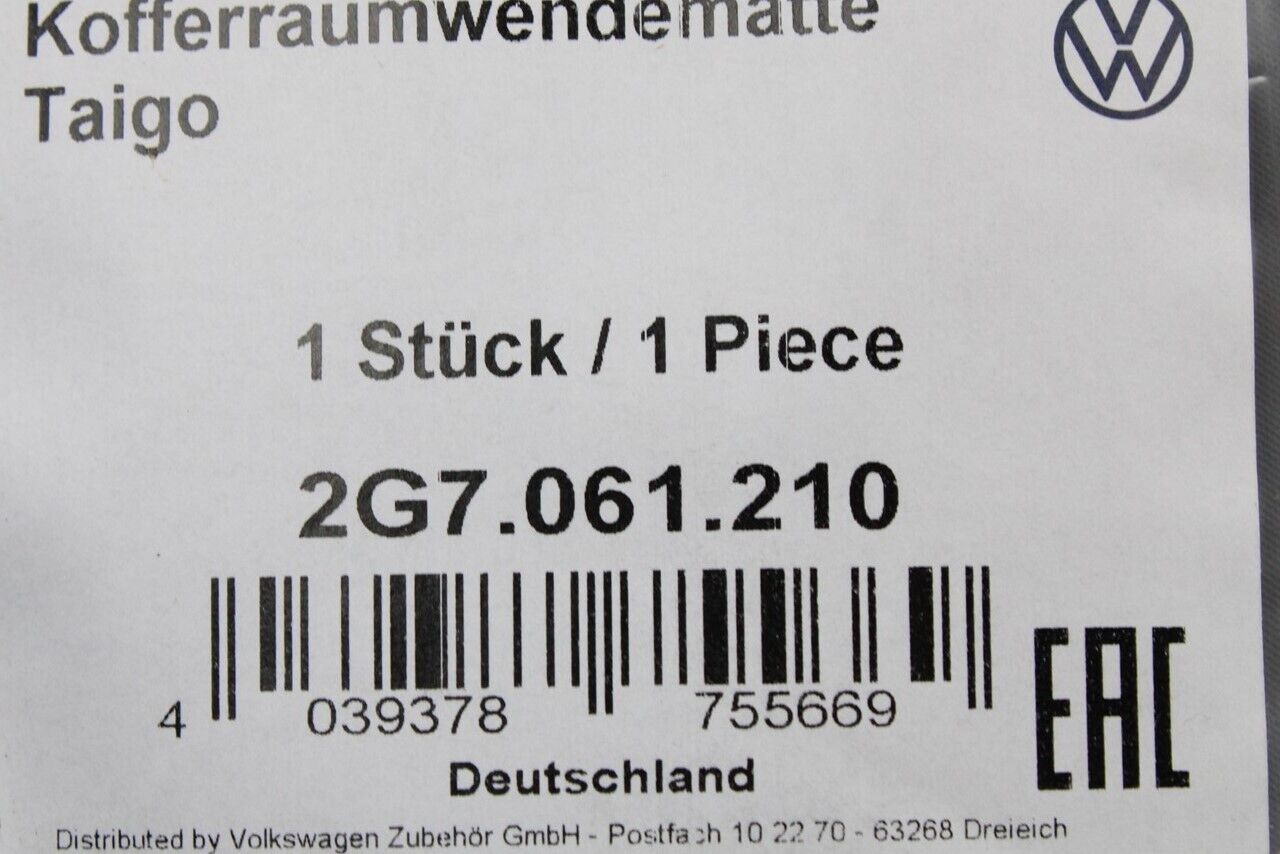 Kofferraumwendematte
Taigo
1 Stück / 1 Piece
2G7.061.210
4 039378 755669
Deutschland
EAC
Distributed by Volkswagen Zubehör GmbH - Postfach 10 22 70 - 63268 Dreieich